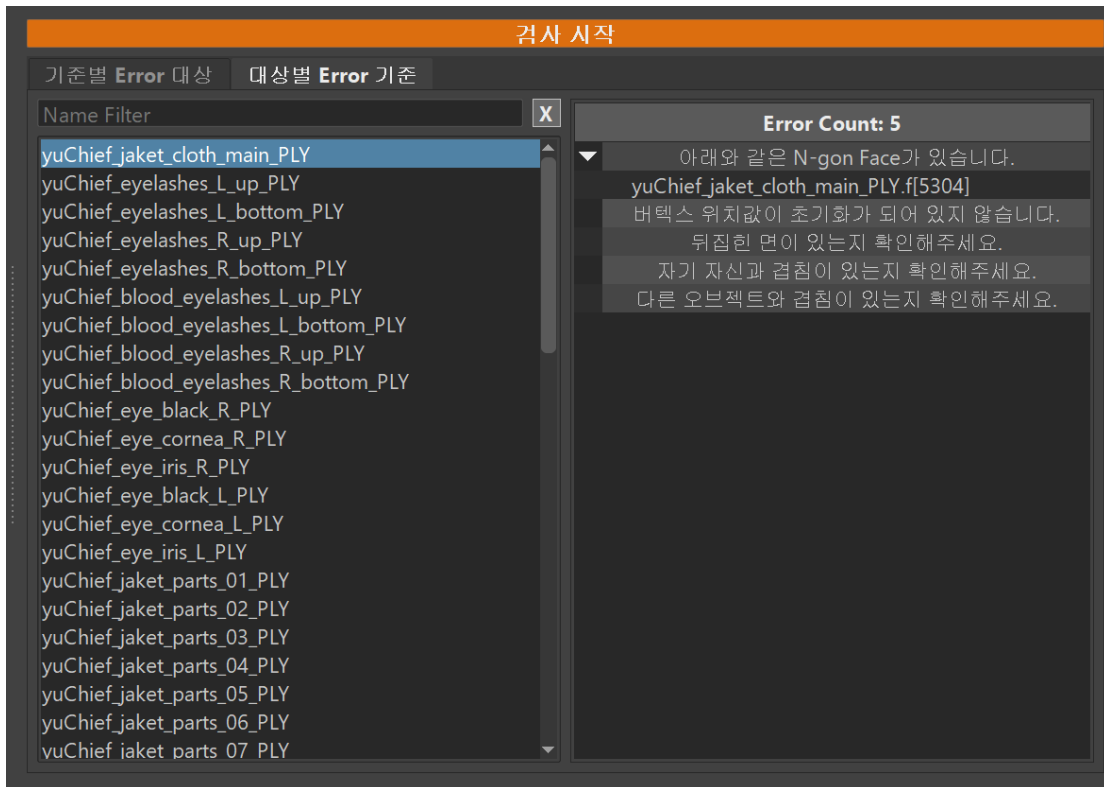 검사 시작
기준별 Error 대상
대상별 Error 기준
Name Filter
X
yuChief_jaket_cloth_main_PLY
yuChief_eyelashes_L_up_PLY
yuChief_eyelashes_L_bottom_PLY
yuChief_eyelashes_R_up_PLY
yuChief_eyelashes_R_bottom_PLY
yuChief_blood_eyelashes_L_up_PLY
yuChief_blood_eyelashes_L_bottom_PLY
yuChief_blood_eyelashes_R_up_PLY
yuChief_blood_eyelashes_R_bottom_PLY
yuChief_eye_black_R_PLY
yuChief_eye_cornea_R_PLY
yuChief_eye_iris_R_PLY
yuChief_eye_black_L_PLY
yuChief_eye_cornea_L_PLY
yuChief_eye_iris_L_PLY
yuChief_jaket_parts_01_PLY
yuChief_jaket_parts_02_PLY
yuChief_jaket_parts_03_PLY
yuChief_jaket_parts_04_PLY
yuChief_jaket_parts_05_PLY
yuChief_jaket_parts_06_PLY
yuChief_jaket_parts_07_PLY
Error Count: 5
아래와 같은 N-gon Face가 있습니다.
yuChief_jaket_cloth_main_PLY.f[5304]
버텍스 위치값이 초기화가 되어 있지 않습니다.
뒤집힌 면이 있는지 확인해주세요.
자기 자신과 겹침이 있는지 확인해주세요.
다른 오브젝트와 겹침이 있는지 확인해주세요.